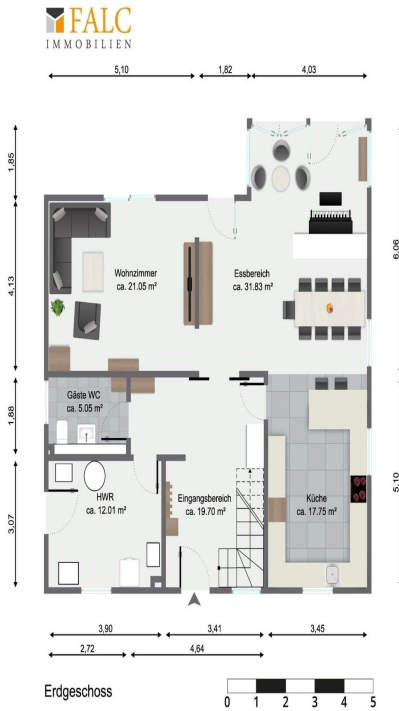 FALC
IMMOBILIEN
5,10
1,82
4,03
1,85
4,13
1,88
3,07
6,06
5,10
Wohnzimmer
ca. 21.05 m²
Essbereich
ca. 31.83 m²
Gäste WC
ca. 5.05 m²
HWR
ca. 12.01 m²
Eingangsbereich
ca. 19.70 m²
Küche
ca. 17.75 m²
3,90
3,41
3,45
2,72
4,64
Erdgeschoss
0 1 2 3 4 5